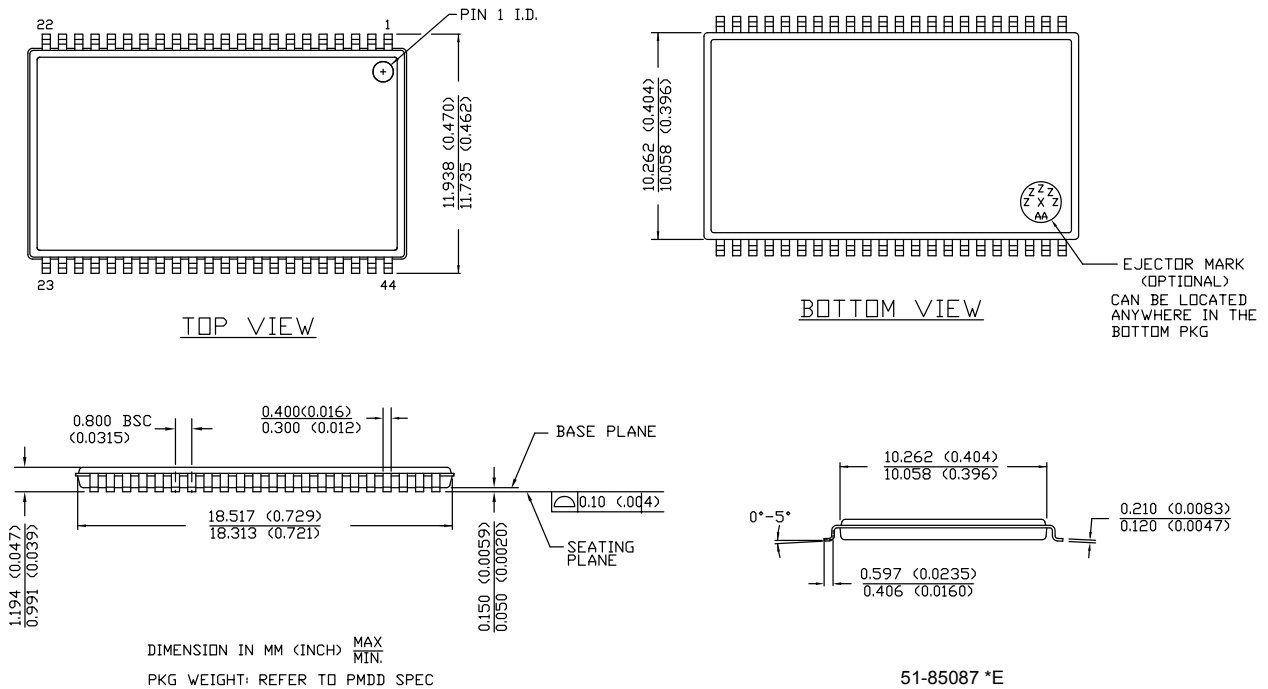 22
1
PIN 1 I.D.
11.938 (0.470)
11.735 (0.462)
23
44
TOP VIEW
10.262 (0.404)
10.058 (0.396)
Z Z Z
Z X Z
AA
EJECTOR MARK
(OPTIONAL)
CAN BE LOCATED
ANYWHERE IN THE
BOTTOM PKG
BOTTOM VIEW
0.800 BSC
(0.0315)
0.400(0.016)
0.300 (0.012)
BASE PLANE
0.10 (.004)
18.517 (0.729)
18.313 (0.721)
SEATING
PLANE
1.194 (0.047)
0.991 (0.039)
0.150 (0.0059)
0.050 (0.0020)
10.262 (0.404)
10.058 (0.396)
0°-5°
0.210 (0.0083)
0.120 (0.0047)
0.597 (0.0235)
0.406 (0.0160)
DIMENSION IN MM (INCH) MAX
MIN.
PKG WEIGHT: REFER TO PMDD SPEC
51-85087 *E